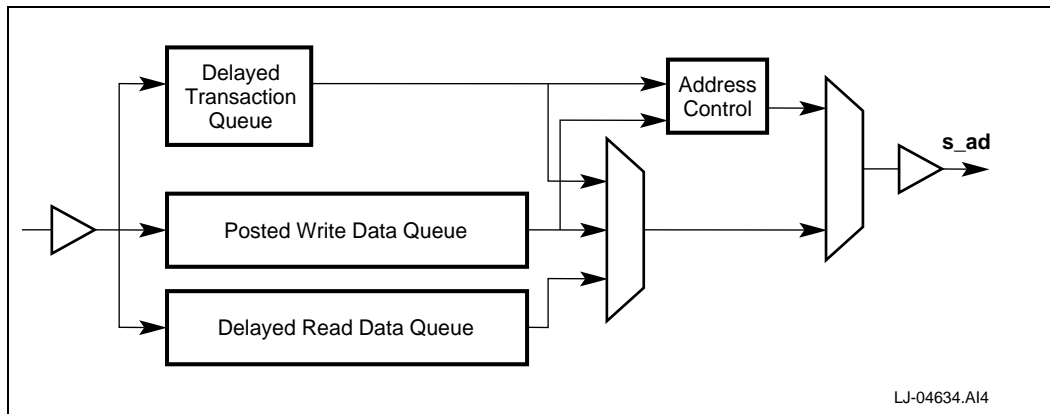 Delayed
Transaction
Queue
Address
Control
s_ad
Posted Write Data Queue
Delayed Read Data Queue
LJ-04634.AI4